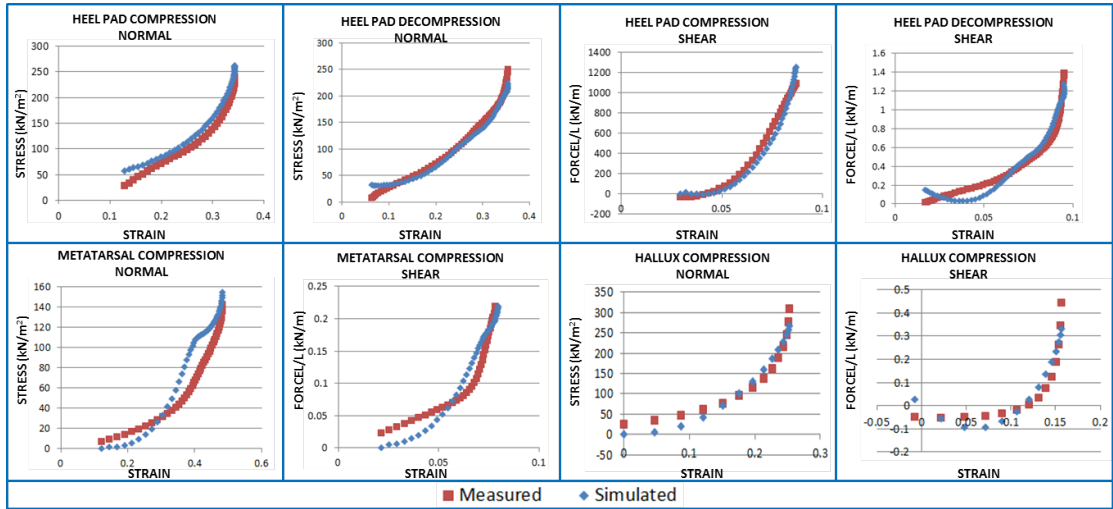 HEEL PAD COMPRESSION
NORMAL
300
250
200
150
100
50
0
0
0.1
0.2
0.3
0.4
STRESS (kN/m²)
STRAIN
HEEL PAD DECOMPRESSION
NORMAL
300
250
200
150
100
50
0
0
0.1
0.2
0.3
0.4
STRESS (kN/m²)
STRAIN
HEEL PAD COMPRESSION
SHEAR
1400
1200
1000
800
600
400
200
0
-200
0
0.05
0.1
FORCE/L (kN/m)
STRAIN
HEEL PAD DECOMPRESSION
SHEAR
1.6
1.4
1.2
1
0.8
0.6
0.4
0.2
0
0
0.05
0.1
FORCEL/L (kN/m)
STRAIN
METATARSAL COMPRESSION
NORMAL
160
140
120
100
80
60
40
20
0
0
0.2
0.4
0.6
STRESS (kN/m²)
STRAIN
METATARSAL COMPRESSION
SHEAR
0.25
0.2
0.15
0.1
0.05
0
0
0.05
0.1
FORCEL/L (kN/m)
STRAIN
HALLUX COMPRESSION
NORMAL
350
300
250
200
150
100
50
0
-50
0
0.1
0.2
0.3
STRESS (kN/m²)
STRAIN
HALLUX COMPRESSION
SHEAR
0.5
0.4
0.3
0.2
0.1
0
-0.1
-0.2
-0.05
0
0.05
0.1
0.15
0.2
FORCEL/L (kN/m)
STRAIN
Measured
Simulated